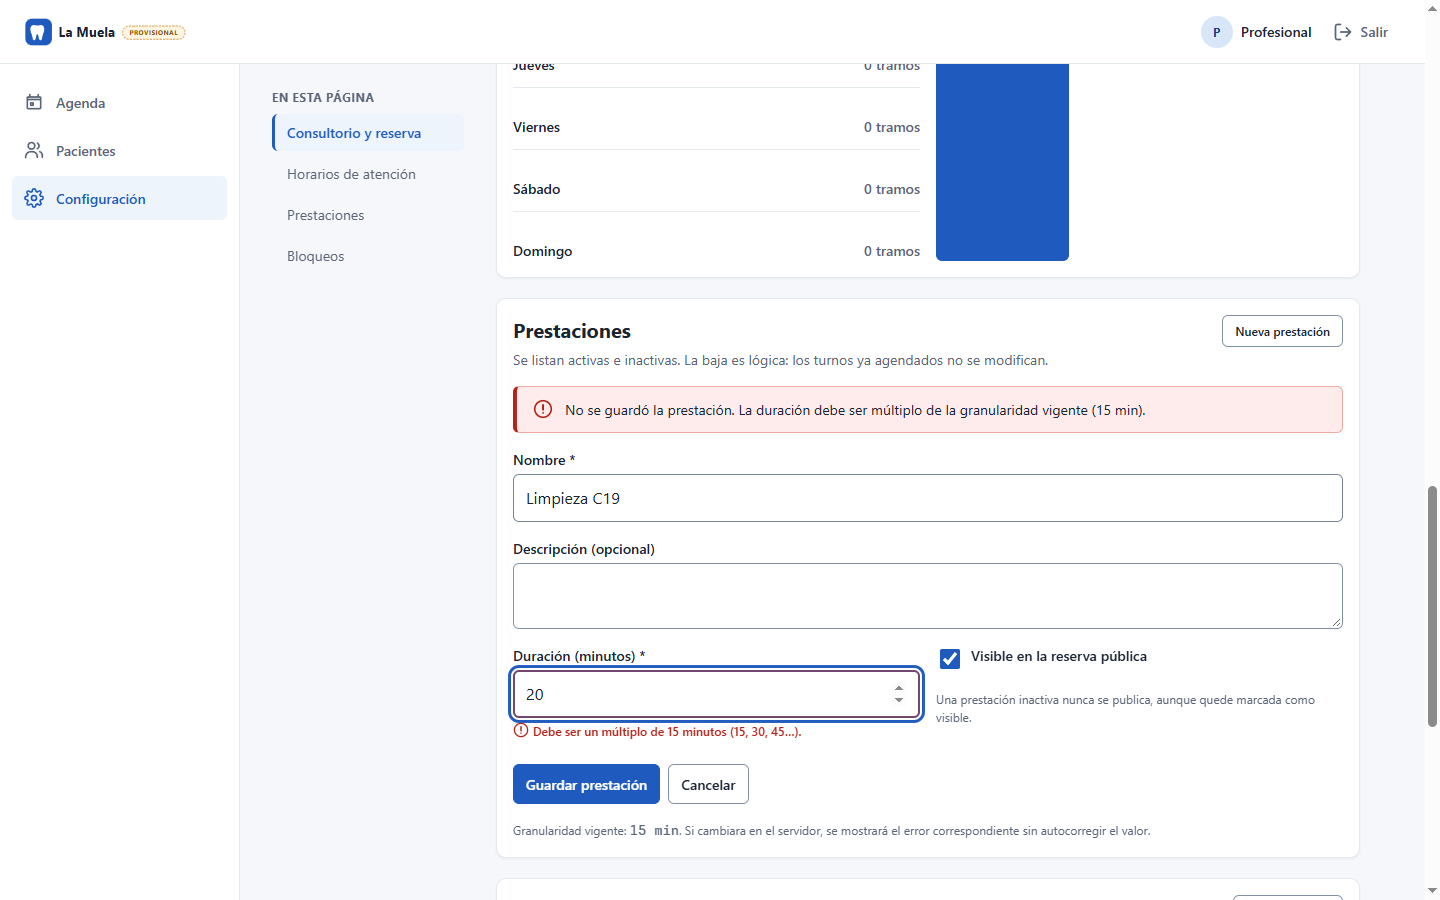 La Muela
PROVISIONAL
P
Profesional
Salir
Agenda
Pacientes
Configuración
EN ESTA PÁGINA
Consultorio y reserva
Horarios de atención
Prestaciones
Bloqueos
Jueves 0 tramos
Viernes 0 tramos
Sábado 0 tramos
Domingo 0 tramos
Prestaciones
Nueva prestación
Se listan activas e inactivas. La baja es lógica: los turnos ya agendados no se modifican.
No se guardó la prestación. La duración debe ser múltiplo de la granularidad vigente (15 min).
Nombre *
Limpieza C19
Descripción (opcional)
Duración (minutos) *
20
Debe ser un múltiplo de 15 minutos (15, 30, 45...).
Visible en la reserva pública
Una prestación inactiva nunca se publica, aunque quede marcada como
visible.
Guardar prestación
Cancelar
Granularidad vigente: 15 min. Si cambiara en el servidor, se mostrará el error correspondiente sin autocorregir el valor.